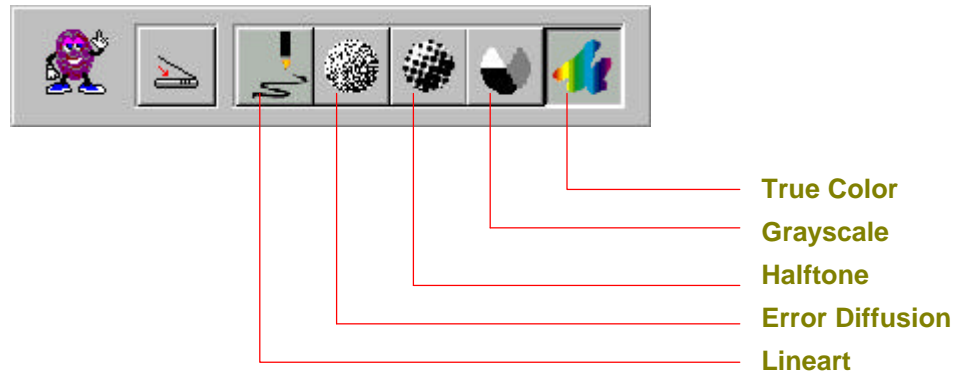 True Color
Grayscale
Halftone
Error Diffusion
Lineart